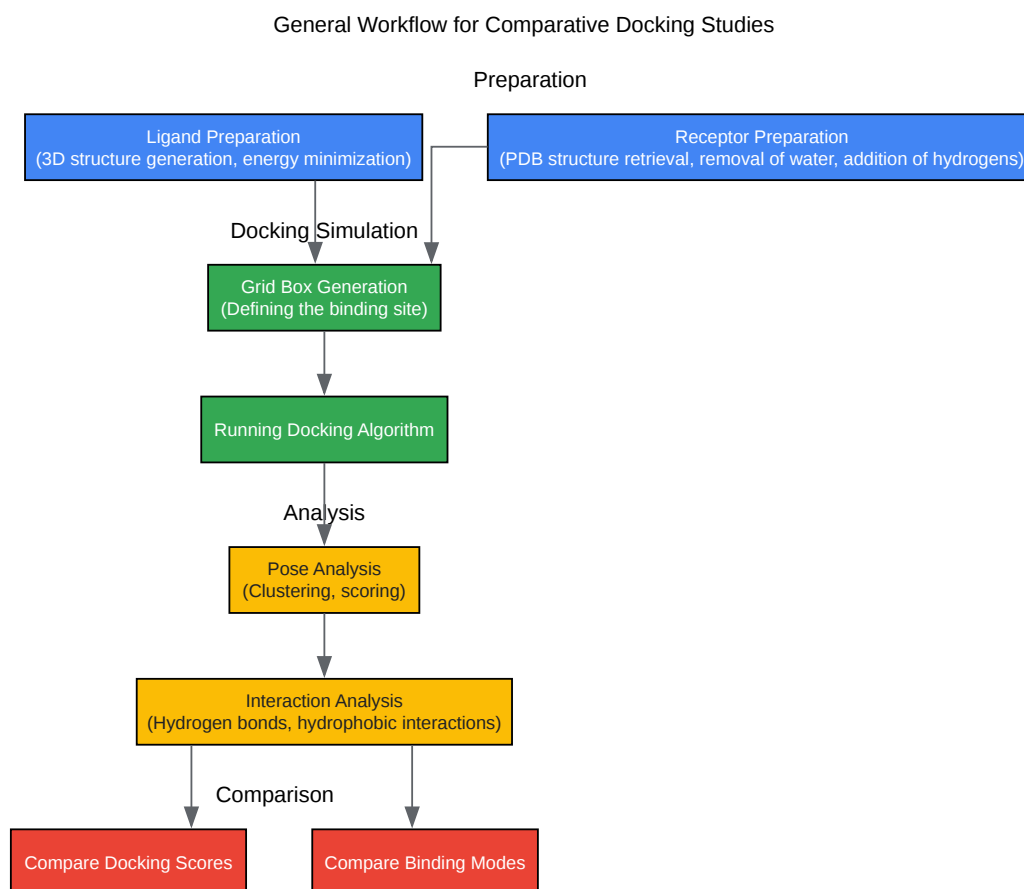 General Workflow for Comparative Docking Studies
Preparation
Ligand Preparation
(3D structure generation, energy minimization)
Receptor Preparation
(PDB structure retrieval, removal of water, addition of hydrogens)
Docking Simulation
Grid Box Generation
(Defining the binding site)
Running Docking Algorithm
Analysis
Pose Analysis
(Clustering, scoring)
Interaction Analysis
(Hydrogen bonds, hydrophobic interactions)
Comparison
Compare Docking Scores
Compare Binding Modes